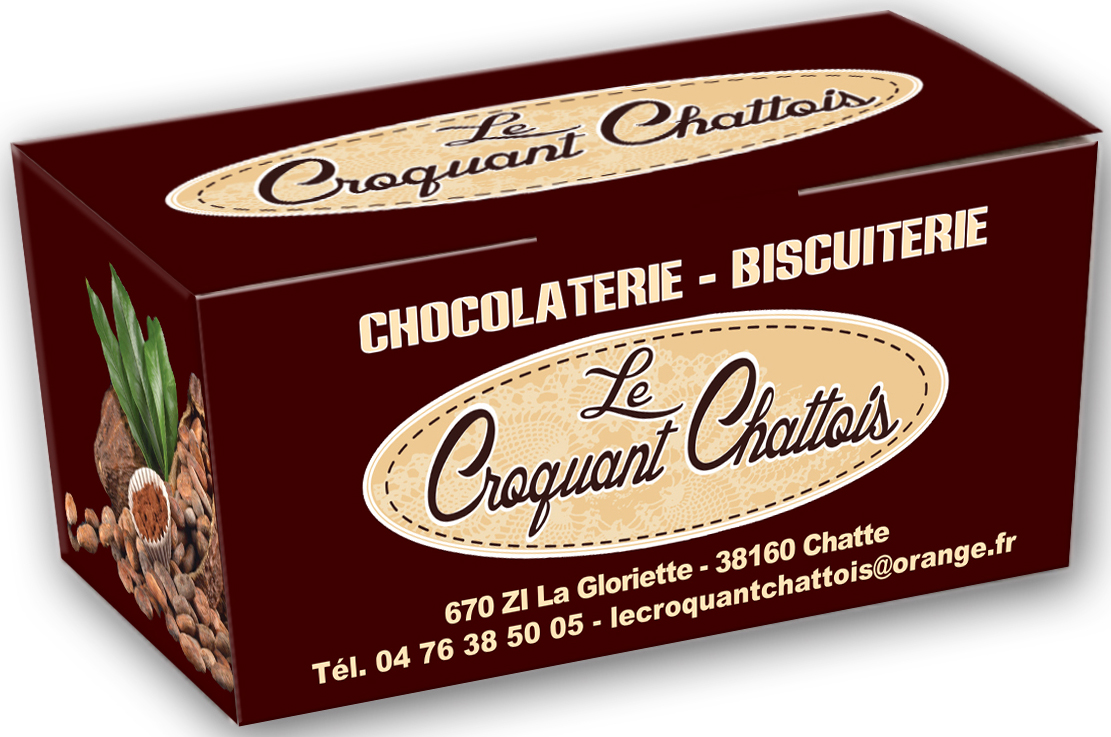 Le
Croquant Chattois
CHOCOLATERIE - BISCUITERIE
Le
Croquant Chattois
670 ZI La Gloriette - 38160 Chatte
Tél. 04 76 38 50 05 - lecroquantchattois@orange.fr